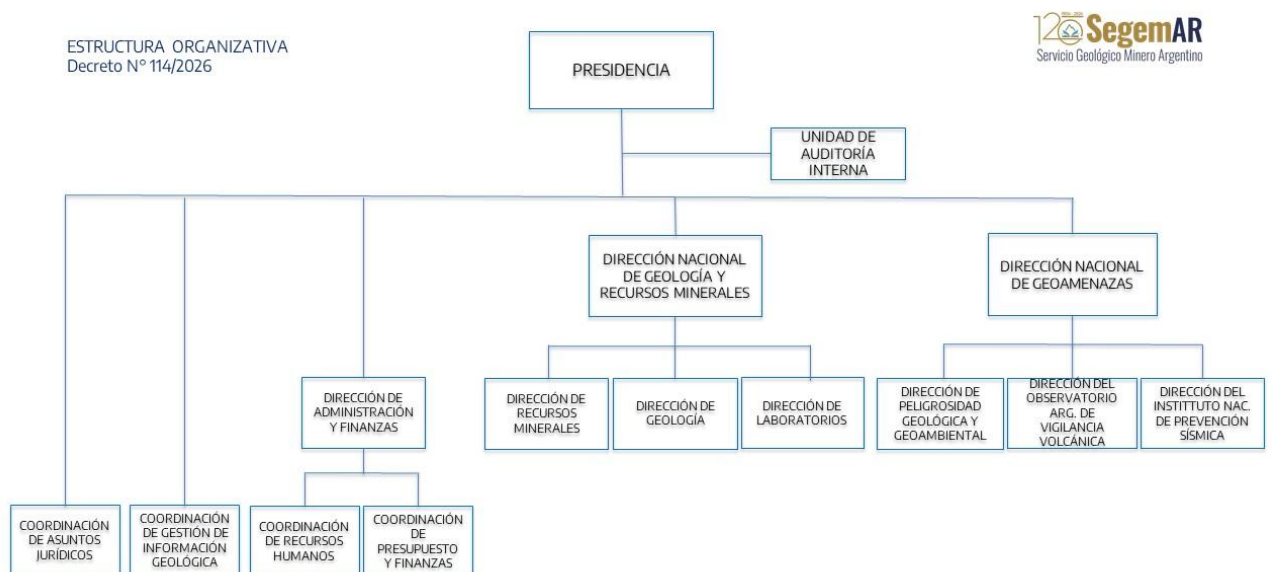 ESTRUCTURA ORGANIZATIVA
Decreto N° 114/2026
120 SegemAR
Servicio Geológico Minero Argentino
PRESIDENCIA
UNIDAD DE
AUDITORÍA
INTERNA
DIRECCIÓN NACIONAL
DE GEOLOGÍA Y
RECURSOS MINERALES
DIRECCIÓN NACIONAL
DE GEOAMENAZAS
DIRECCIÓN DE
ADMINISTRACIÓN
Y FINANZAS
DIRECCIÓN DE
RECURSOS
MINERALES
DIRECCIÓN DE
GEOLOGÍA
DIRECCIÓN DE
LABORATORIOS
DIRECCIÓN DE
PELIGROSIDAD
GEOLÓGICA Y
GEOAMBIENTAL
DIRECCIÓN DEL
OBSERVATORIO
ARG. DE
VIGILANCIA
VOLCÁNICA
DIRECCIÓN DEL
INSTITTUTO NAC.
DE PREVENCIÓN
SÍSMICA
COORDINACIÓN
DE ASUNTOS
JURÍDICOS
COORDINACIÓN
DE GESTIÓN DE
INFORMACIÓN
GEOLÓGICA
COORDINACIÓN
DE RECURSOS
HUMANOS
COORDINACIÓN
DE
PRESUPUESTO
Y FINANZAS